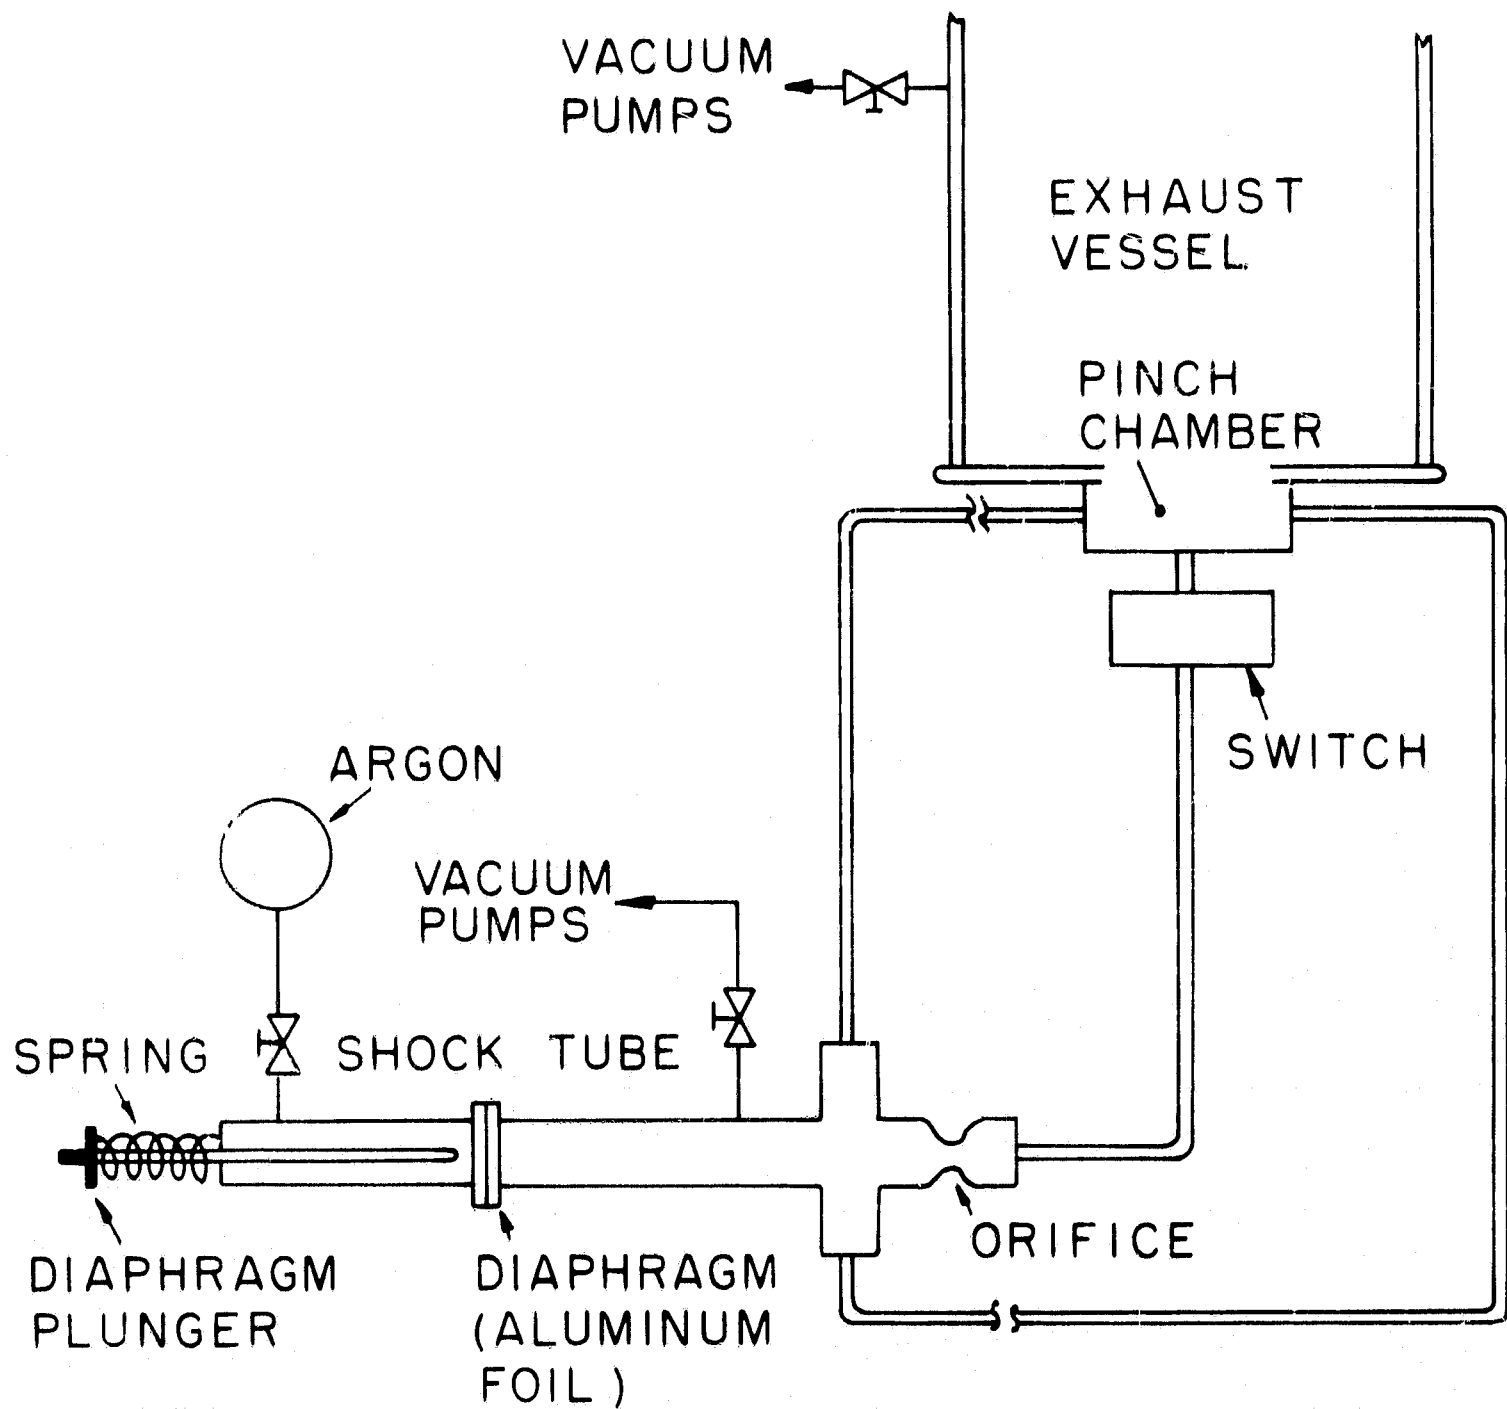 VACUUM
PUMPS
EXHAUST
VESSEL
PINCH
CHAMBER
SWITCH
ARGON
VACUUM
PUMPS
SPRING
SHOCK TUBE
ORIFICE
DIAPHRAGM
PLUNGER
DIAPHRAGM
(ALUMINUM
FOIL)